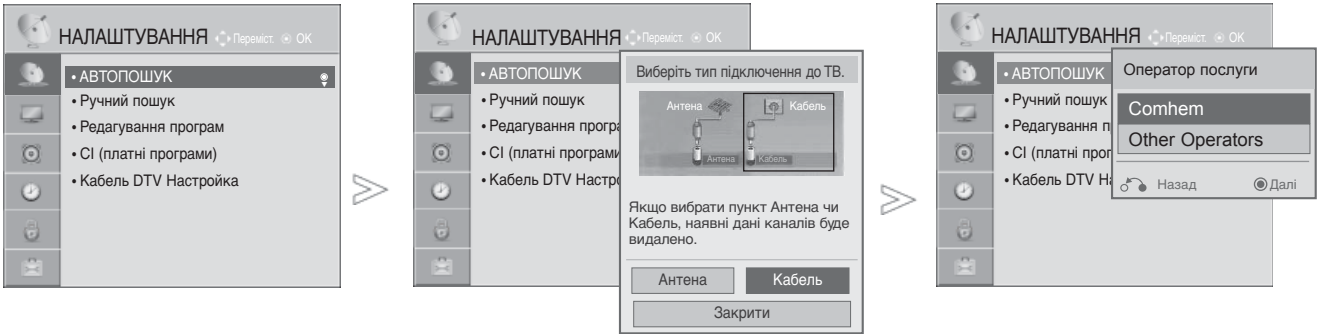 НАЛАШТУВАННЯ Переміст. OK
• АВТОПОШУК
• Ручний пошук
• Редагування програм
• CI (платні програми)
• Кабель DTV Настройка
НАЛАШТУВАННЯ Переміст. OK
• АВТОПОШУК
• Ручний пошук
• Редагування програ
• CI (платні програми
• Кабель DTV Настро
Виберіть тип підключення до ТВ.
Антена Кабель
Антена Кабель
Якщо вибрати пункт Антена чи
Кабель, наявні дані каналів буде
видалено.
Антена Кабель
Закрити
НАЛАШТУВАННЯ Переміст. OK
• АВТОПОШУК
• Ручний пошук
• Редагування п
• CI (платні прог
• Кабель DTV На
Оператор послуги
Comhem
Other Operators
Назад Далі